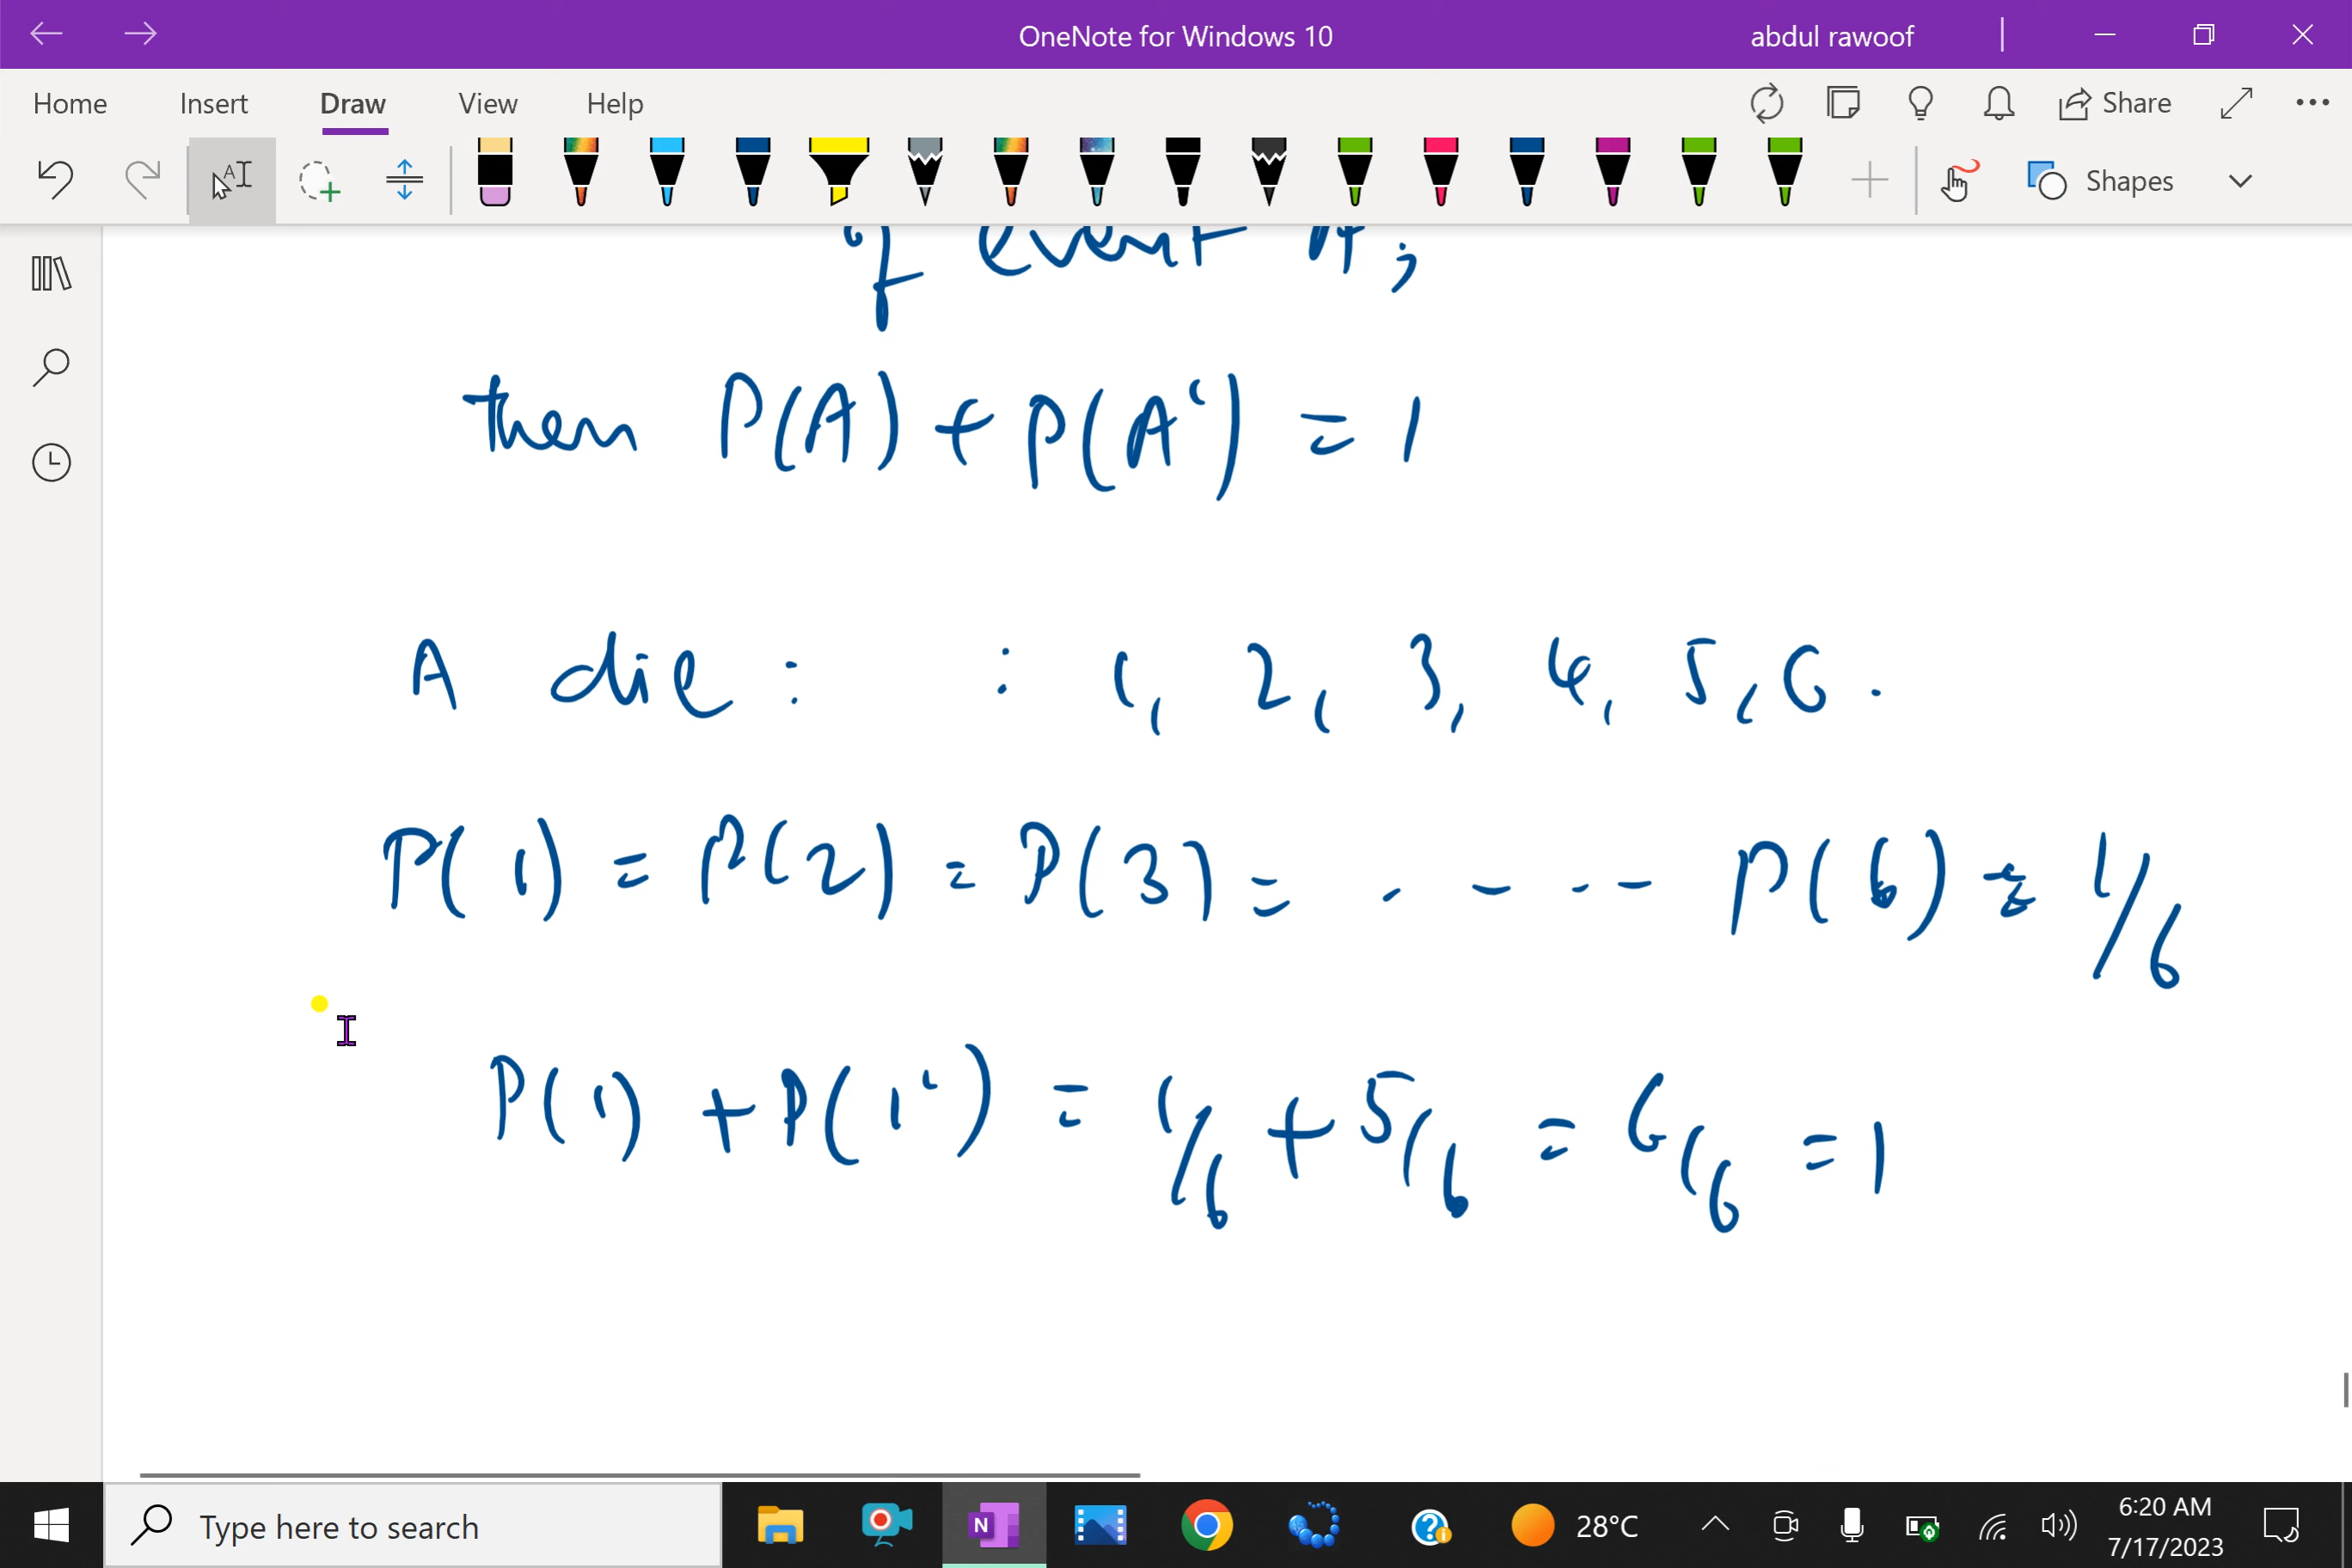 OneNote for Windows 10 abdul rawoof
Home Insert Draw View Help Share
Shapes
of event A;
then P(A) + P(A') = 1
A die : : 1, 2, 3, 4, 5, 6.
P(1) = P(2) = P(3) = . - - - P(6) = 1/6
P(1) + P(1') = 1/6 + 5/6 = 6/6 = 1
Type here to search N 28°C 6:20 AM
7/17/2023